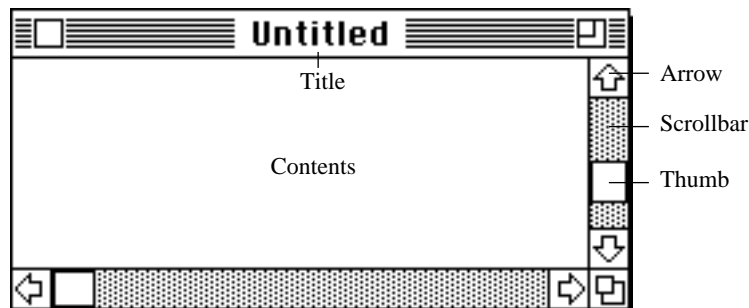 Untitled
Title
Arrow
Scrollbar
Contents
Thumb